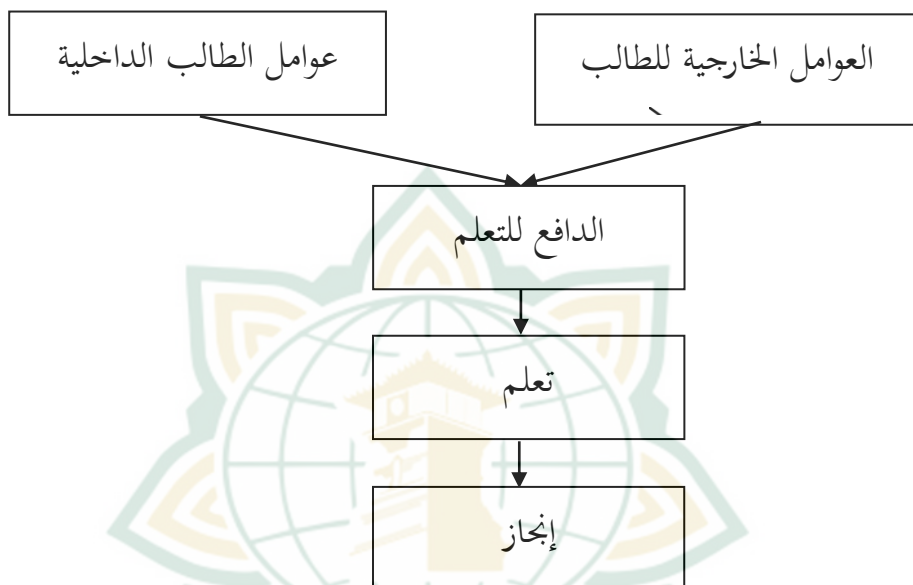 العوامل الخارجية للطالب
عوامل الطالب الداخلية
الدافع للتعلم
تعلم
إنجاز